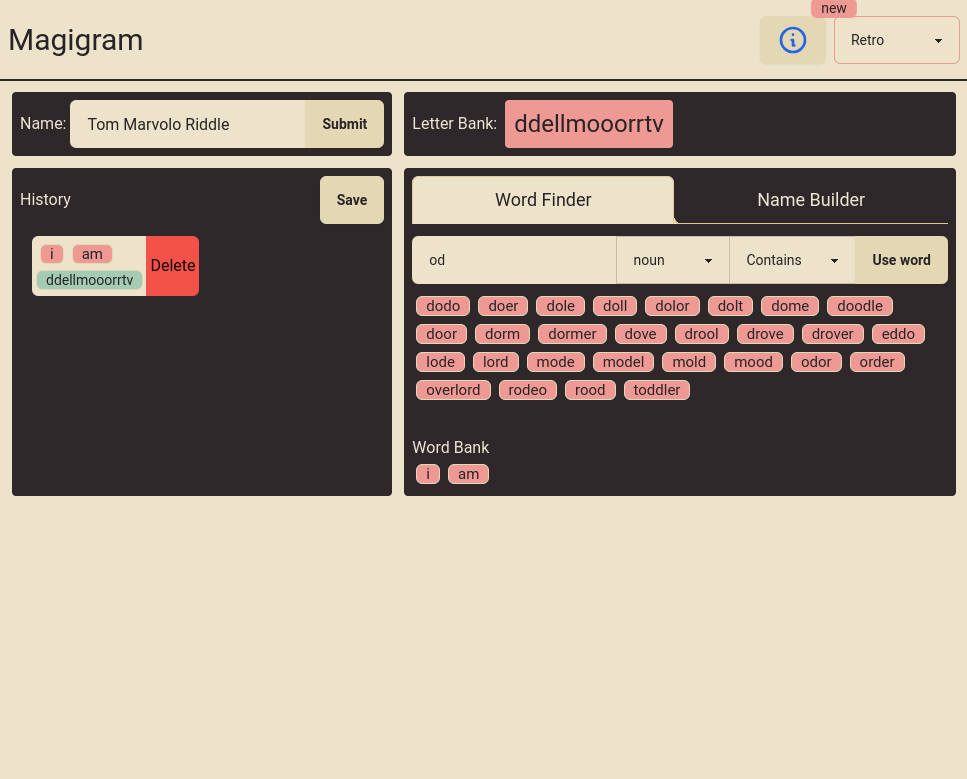 new
Magigram
Retro
Name: Tom Marvolo Riddle Submit
Letter Bank: ddellmooorrtv
History Save
i am
ddellmooorrtv
Delete
Word Finder Name Builder
od noun Contains Use word
dodo doer dole doll dolor dolt dome doodle
door dorm dormer dove drool drove drover eddo
lode lord mode model mold mood odor order
overlord rodeo rood toddler
Word Bank
i am